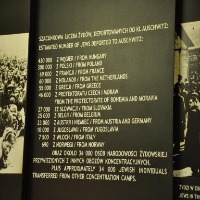 SZACUNKOWA LICZBA ŻYDÓW, DEPORTOWANYCH DO KL AUSCHWITZ:
ESTIMATED NUMBER OF JEWS DEPORTED TO AUSCHWITZ:
430 000 Z WĘGIER / FROM HUNGARY
300 000 Z POLSKI / FROM POLAND
69 000 Z FRANCJI / FROM FRANCE
60 000 Z HOLANDII / FROM THE NETHERLANDS
55 000 Z GRECJI / FROM GREECE
46 000 Z PROTEKTORATU CZECH I MORAW
FROM THE PROTECTORATE OF BOHEMIA AND MORAVIA
27 000 ZE SŁOWACJI / FROM SLOVAKIA
25 000 Z BELGII / FROM BELGIUM
23 000 Z AUSTRII I NIEMIEC / FROM AUSTRIA AND GERMANY
10 000 Z JUGOSŁAWII / FROM YUGOSLAVIA
7 500 Z WŁOCH / FROM ITALY
690 Z NORWEGII / FROM NORWAY
ORAZ OKOŁO 34 000 OSÓB NARODOWOŚCI ŻYDOWSKIEJ
PRZYWIEZIONYCH Z INNYCH OBOZÓW KONCENTRACYJNYCH.
PLUS APPROXIMATELY 34 000 JEWISH INDIVIDUALS
TRANSFERRED FROM OTHER CONCENTRATION CAMPS.